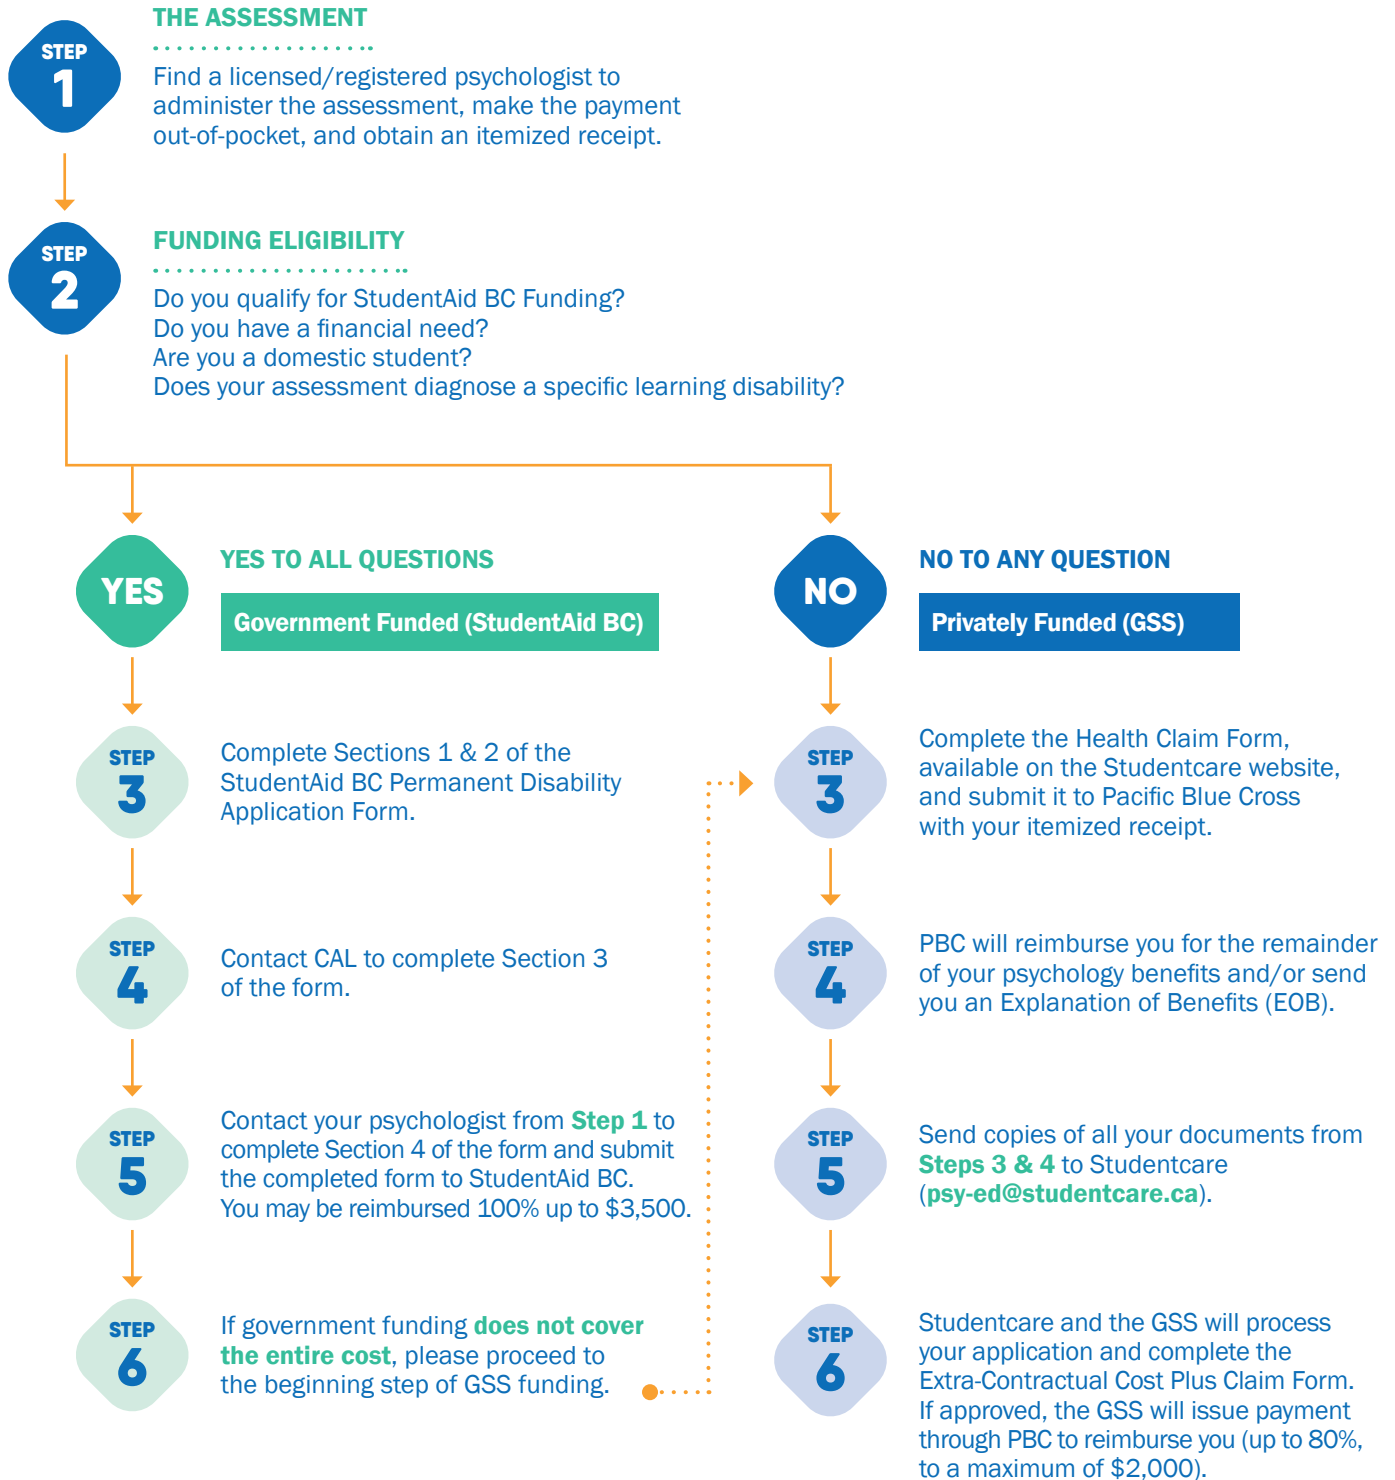 STEP
1
THE ASSESSMENT
Find a licensed/registered psychologist to
administer the assessment, make the payment
out-of-pocket, and obtain an itemized receipt.
STEP
2
FUNDING ELIGIBILITY
Do you qualify for StudentAid BC Funding?
Do you have a financial need?
Are you a domestic student?
Does your assessment diagnose a specific learning disability?
YES
YES TO ALL QUESTIONS
Government Funded (StudentAid BC)
STEP
3
Complete Sections 1 & 2 of the
StudentAid BC Permanent Disability
Application Form.
STEP
4
Contact CAL to complete Section 3
of the form.
STEP
5
Contact your psychologist from Step 1 to
complete Section 4 of the form and submit
the completed form to StudentAid BC.
You may be reimbursed 100% up to $3,500.
STEP
6
If government funding does not cover
the entire cost, please proceed to
the beginning step of GSS funding.
NO
NO TO ANY QUESTION
Privately Funded (GSS)
STEP
3
Complete the Health Claim Form,
available on the Studentcare website,
and submit it to Pacific Blue Cross
with your itemized receipt.
STEP
4
PBC will reimburse you for the remainder
of your psychology benefits and/or send
you an Explanation of Benefits (EOB).
STEP
5
Send copies of all your documents from
Steps 3 & 4 to Studentcare
(psy-ed@studentcare.ca).
STEP
6
Studentcare and the GSS will process
your application and complete the
Extra-Contractual Cost Plus Claim Form.
If approved, the GSS will issue payment
through PBC to reimburse you (up to 80%,
to a maximum of $2,000).